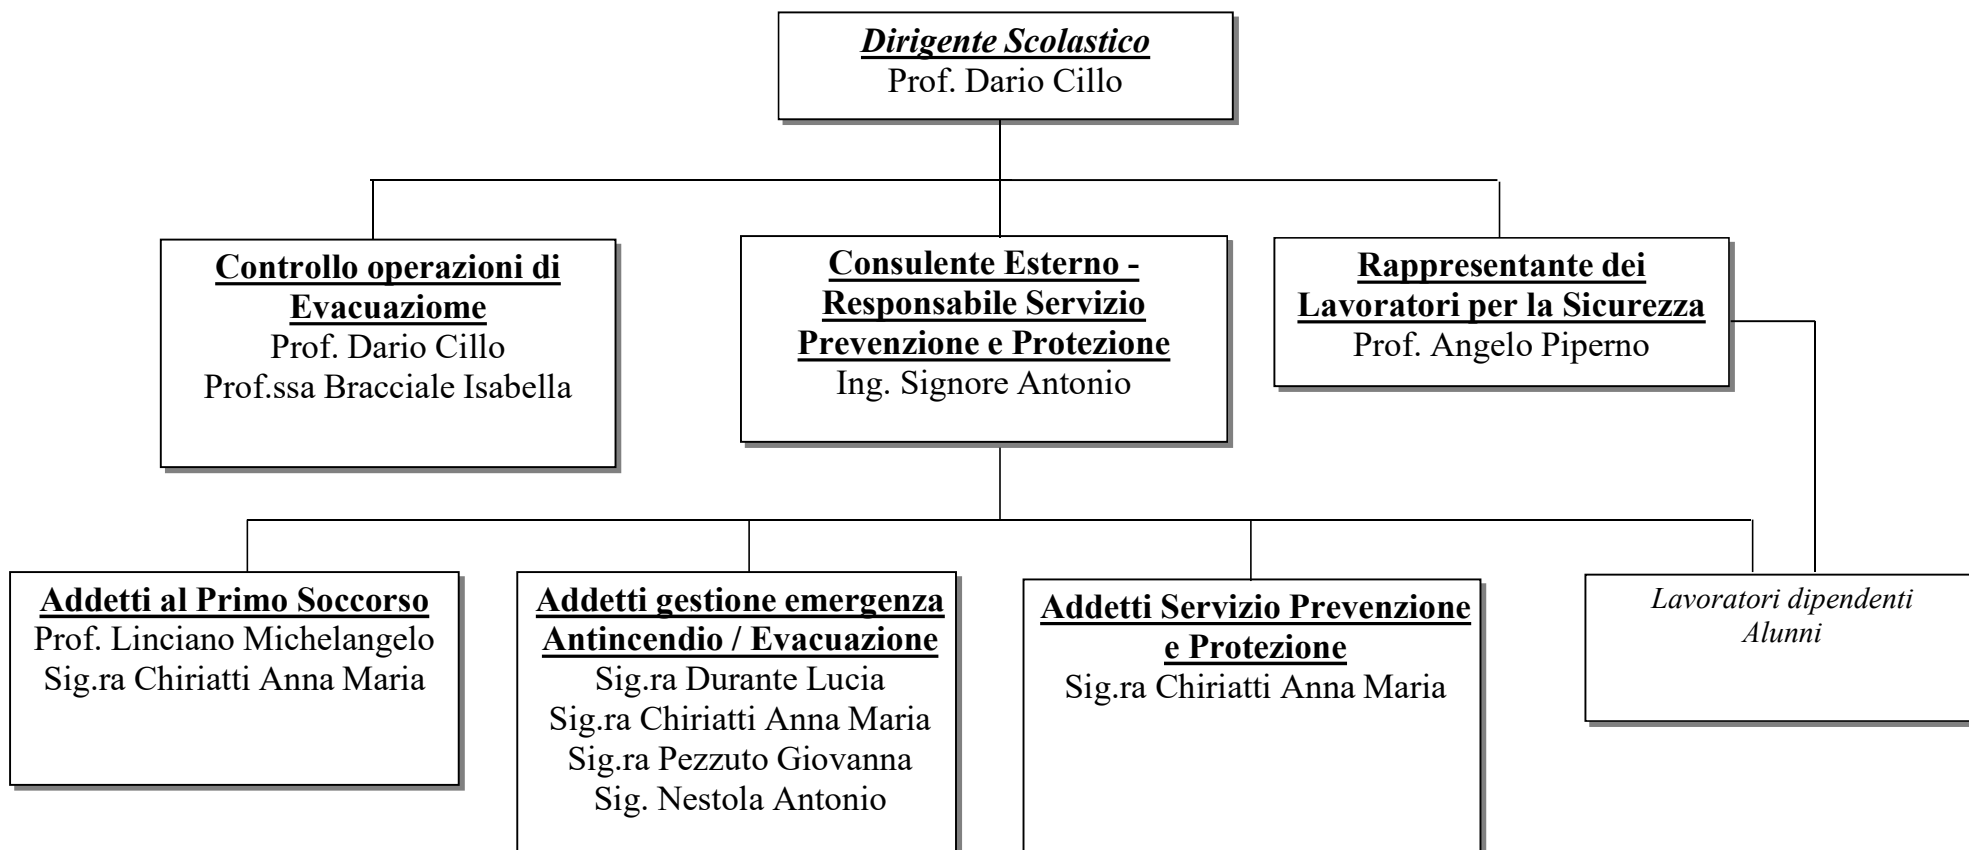 Dirigente Scolastico
Prof. Dario Cillo
Controllo operazioni di
Evacuaziome
Prof. Dario Cillo
Prof.ssa Bracciale Isabella
Consulente Esterno -
Responsabile Servizio
Prevenzione e Protezione
Ing. Signore Antonio
Rappresentante dei
Lavoratori per la Sicurezza
Prof. Angelo Piperno
Addetti al Primo Soccorso
Prof. Linciano Michelangelo
Sig.ra Chiriatti Anna Maria
Addetti gestione emergenza
Antincendio / Evacuazione
Sig.ra Durante Lucia
Sig.ra Chiriatti Anna Maria
Sig.ra Pezzuto Giovanna
Sig. Nestola Antonio
Addetti Servizio Prevenzione
e Protezione
Sig.ra Chiriatti Anna Maria
Lavoratori dipendenti
Alunni